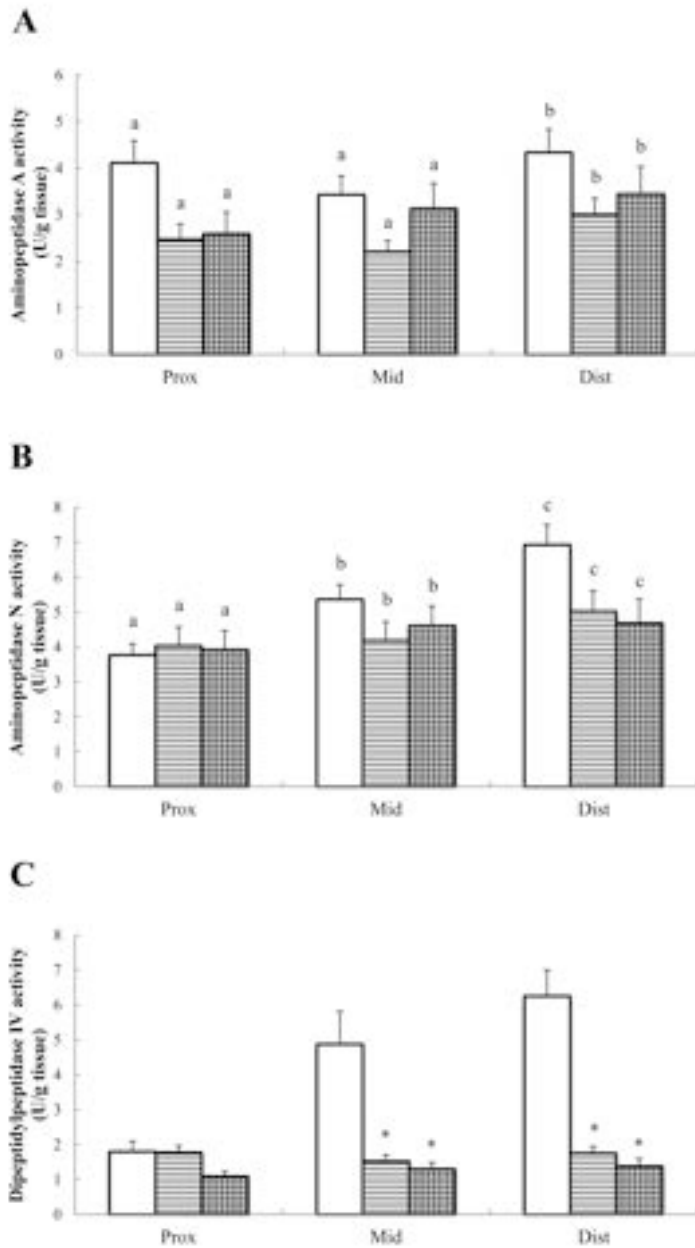 A
Aminopeptidase A activity
(U/g tissue)
6
5
4
3
2
1
0
a
a
a
a
a
a
b
b
b
Prox
Mid
Dist
B
Aminopeptidase N activity
(U/g tissue)
8
7
6
5
4
3
2
1
0
a
a
a
b
b
b
c
c
c
Prox
Mid
Dist
C
Dipeptidylpeptidase IV activity
(U/g tissue)
8
7
6
5
4
3
2
1
0
*
*
*
*
Prox
Mid
Dist